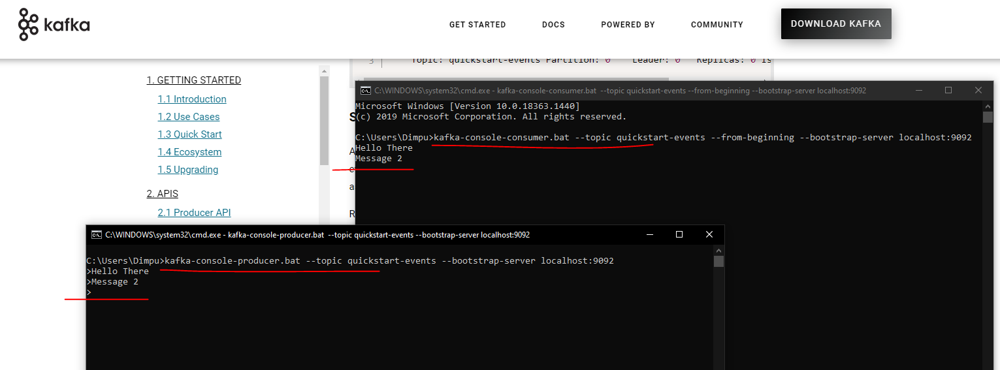 kafka
GET STARTED DOCS POWERED BY COMMUNITY DOWNLOAD KAFKA
3 Topic: quickstart-events Partition: 0 Leader: 0 Replicas: 0
1. GETTING STARTED
1.1 Introduction
1.2 Use Cases
1.3 Quick Start
1.4 Ecosystem
1.5 Upgrading
2. APIS
2.1 Producer API
C:\WINDOWS\system32\cmd.exe - kafka-console-consumer.bat --topic quickstart-events --from-beginning --bootstrap-server localhost:9092
Microsoft Windows [Version 10.0.18363.1440]
(c) 2019 Microsoft Corporation. All rights reserved.
C:\Users\Dimpu>kafka-console-consumer.bat --topic quickstart-events --from-beginning --bootstrap-server localhost:9092
Hello There
Message 2
C:\WINDOWS\system32\cmd.exe - kafka-console-producer.bat --topic quickstart-events --bootstrap-server localhost:9092
C:\Users\Dimpu>kafka-console-producer.bat --topic quickstart-events --bootstrap-server localhost:9092
>Hello There
>Message 2
>